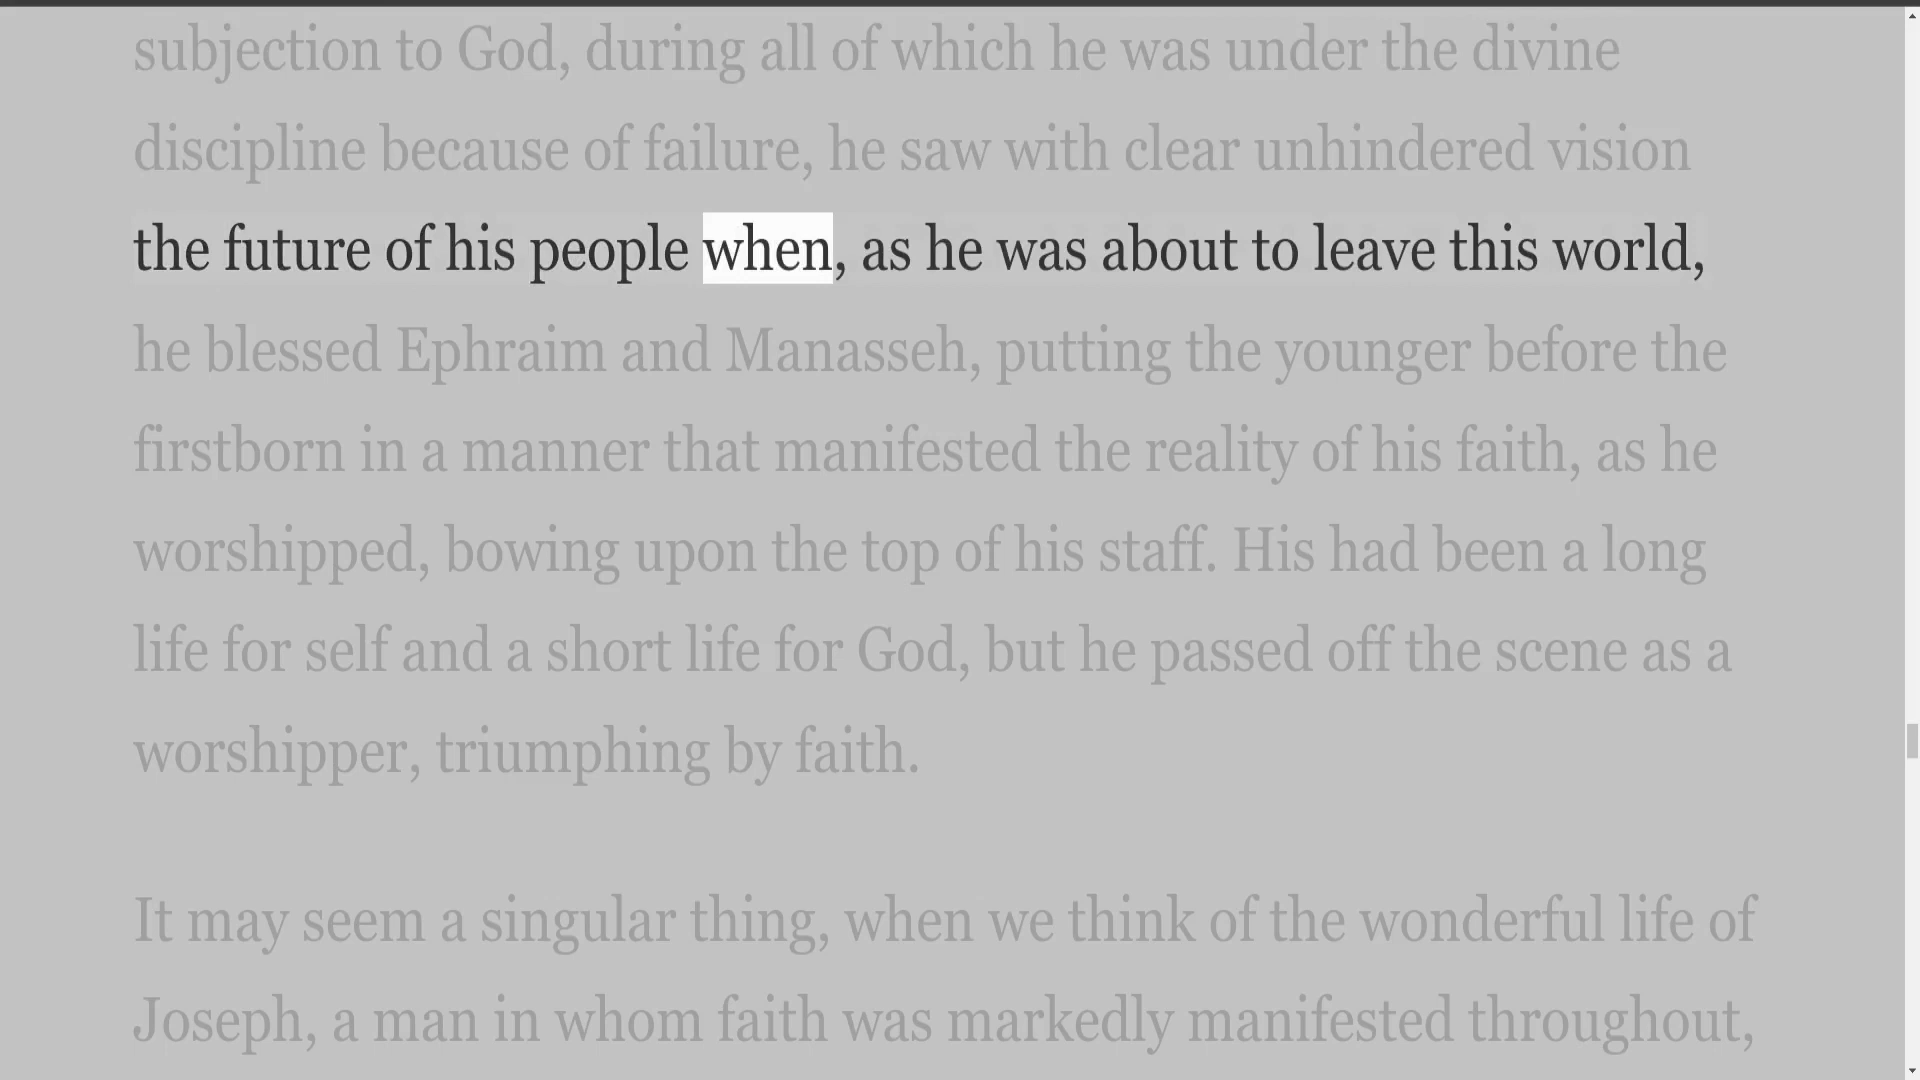 subjection to God, during all of which he was under the divine
discipline because of failure, he saw with clear unhindered vision
the future of his people when, as he was about to leave this world,
he blessed Ephraim and Manasseh, putting the younger before the
firstborn in a manner that manifested the reality of his faith, as he
worshipped, bowing upon the top of his staff. His had been a long
life for self and a short life for God, but he passed off the scene as a
worshipper, triumphing by faith.
It may seem a singular thing, when we think of the wonderful life of
Joseph, a man in whom faith was markedly manifested throughout,